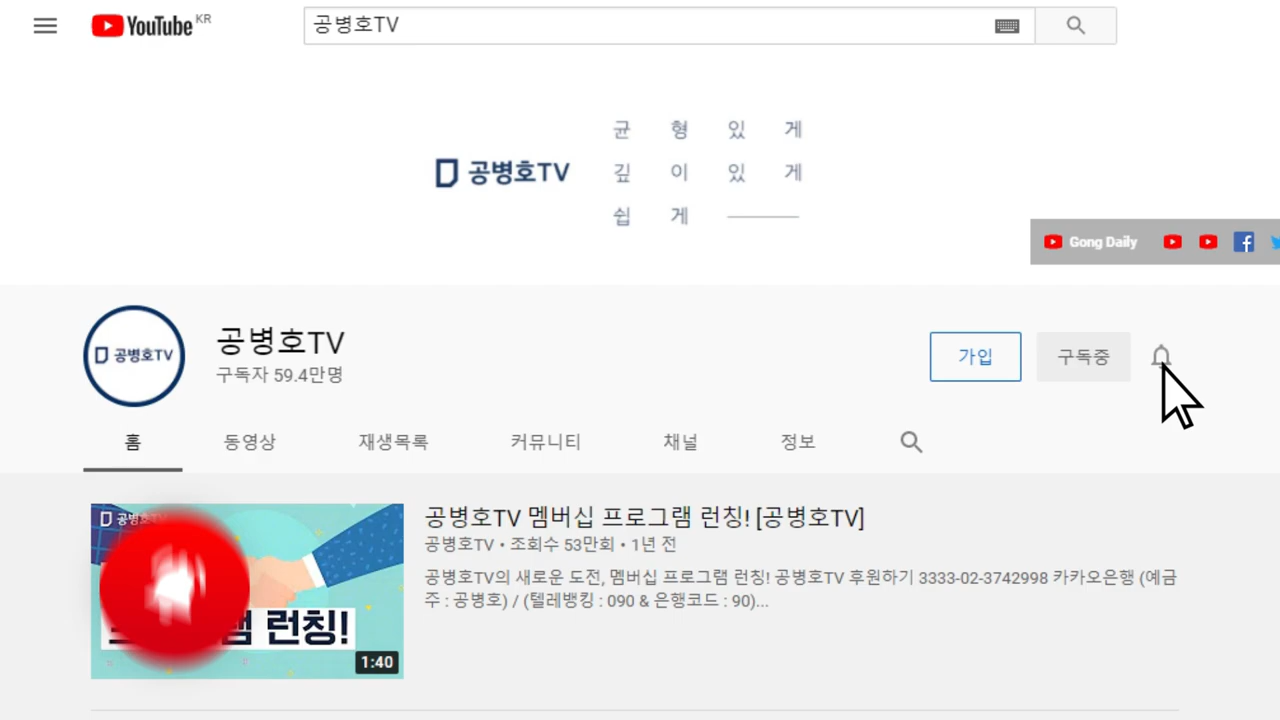 YouTube KR
공병호TV
균형있게
공병호TV
깊이있게
쉽게
Gong Daily
공병호TV
공병호TV
구독자 59.4만명
가입
구독중
홈
동영상
재생목록
커뮤니티
채널
정보
공병호TV
런칭!
1:40
공병호TV 멤버십 프로그램 런칭! [공병호TV]
공병호TV • 조회수 53만회 • 1년 전
공병호TV의 새로운 도전, 멤버십 프로그램 런칭! 공병호TV 후원하기 3333-02-3742998 카카오은행 (예금
주 : 공병호) / (텔레뱅킹 : 090 & 은행코드 : 90)...